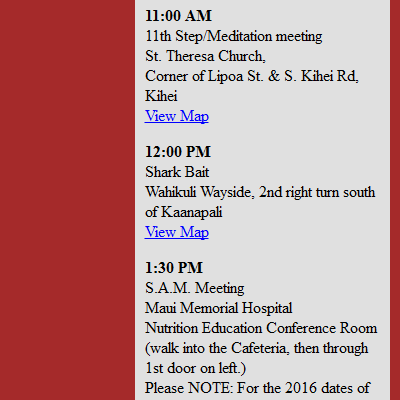 11:00 AM
11th Step/Meditation meeting
St. Theresa Church,
Corner of Lipoa St. & S. Kihei Rd,
Kihei
View Map
12:00 PM
Shark Bait
Wahikuli Wayside, 2nd right turn south
of Kaanapali
View Map
1:30 PM
S.A.M. Meeting
Maui Memorial Hospital
Nutrition Education Conference Room
(walk into the Cafeteria, then through
1st door on left.)
Please NOTE: For the 2016 dates of